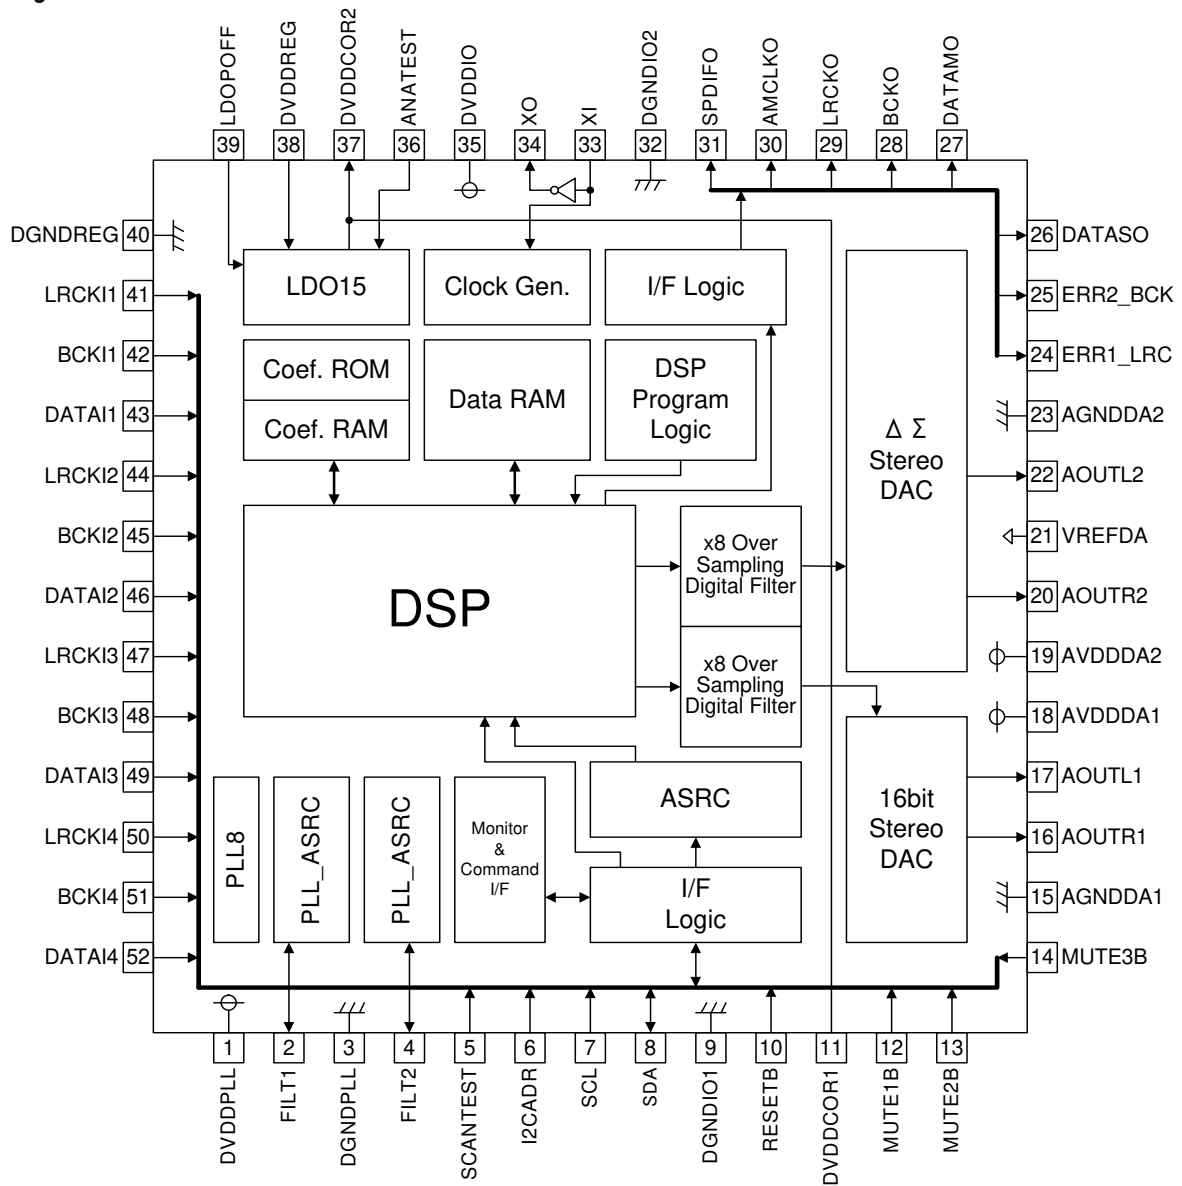 LDOPOFF
DVDDREG
DVDDCOR2
ANATEST
DVDDIO
XO
XI
DGNDIO2
SPDIFO
AMCLKO
LRCKO
BCKO
DATAMO
39
38
37
36
35
34
33
32
31
30
29
28
27
DGNDREG 40
LRCKI1 41
BCKI1 42
DATAI1 43
LRCKI2 44
BCKI2 45
DATAI2 46
LRCKI3 47
BCKI3 48
DATAI3 49
LRCKI4 50
BCKI4 51
DATAI4 52
LDO15
Clock Gen.
I/F Logic
Coef. ROM
Coef. RAM
Data RAM
DSP
Program
Logic
DSP
x8 Over
Sampling
Digital Filter
x8 Over
Sampling
Digital Filter
Δ Σ
Stereo
DAC
16bit
Stereo
DAC
PLL8
PLL_ASRC
PLL_ASRC
Monitor
&
Command
I/F
ASRC
I/F
Logic
26 DATASO
25 ERR2_BCK
24 ERR1_LRC
23 AGNDDA2
22 AOUTL2
21 VREFDA
20 AOUTR2
19 AVDDDA2
18 AVDDDA1
17 AOUTL1
16 AOUTR1
15 AGNDDA1
14 MUTE3B
1
2
3
4
5
6
7
8
9
10
11
12
13
DVDDPLL
FILT1
DGNDPLL
FILT2
SCANTEST
I2CADR
SCL
SDA
DGNDIO1
RESETB
DVDDCOR1
MUTE1B
MUTE2B